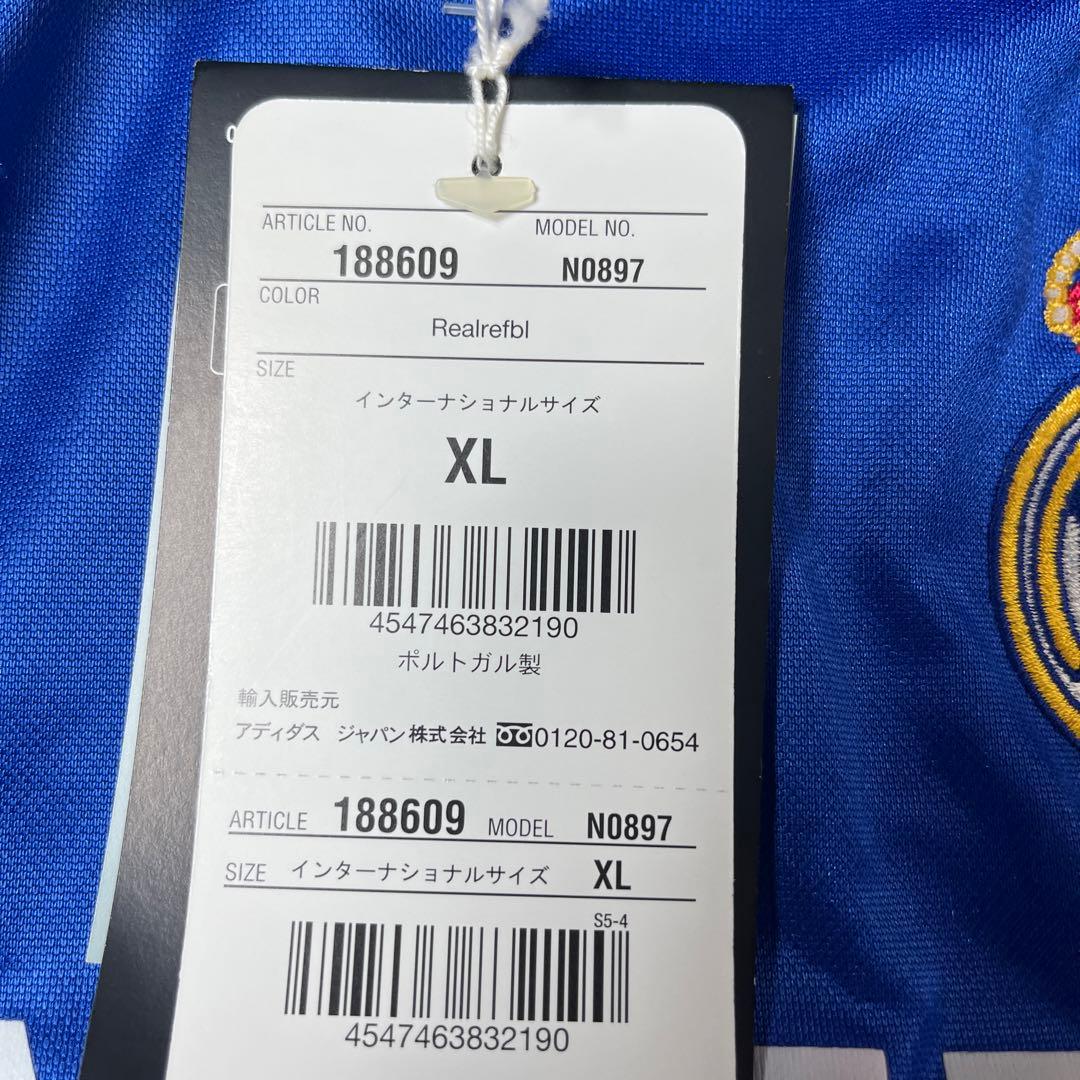 ARTICLE NO. MODEL NO.
188609 N0897
COLOR
Realrefbl
SIZE
インターナショナルサイズ
XL
4547463832190
ポルトガル製
輸入販売元
アディダス ジャパン株式会社 0120-81-0654
ARTICLE 188609 MODEL N0897
SIZE インターナショナルサイズ XL
S5-4
4547463832190